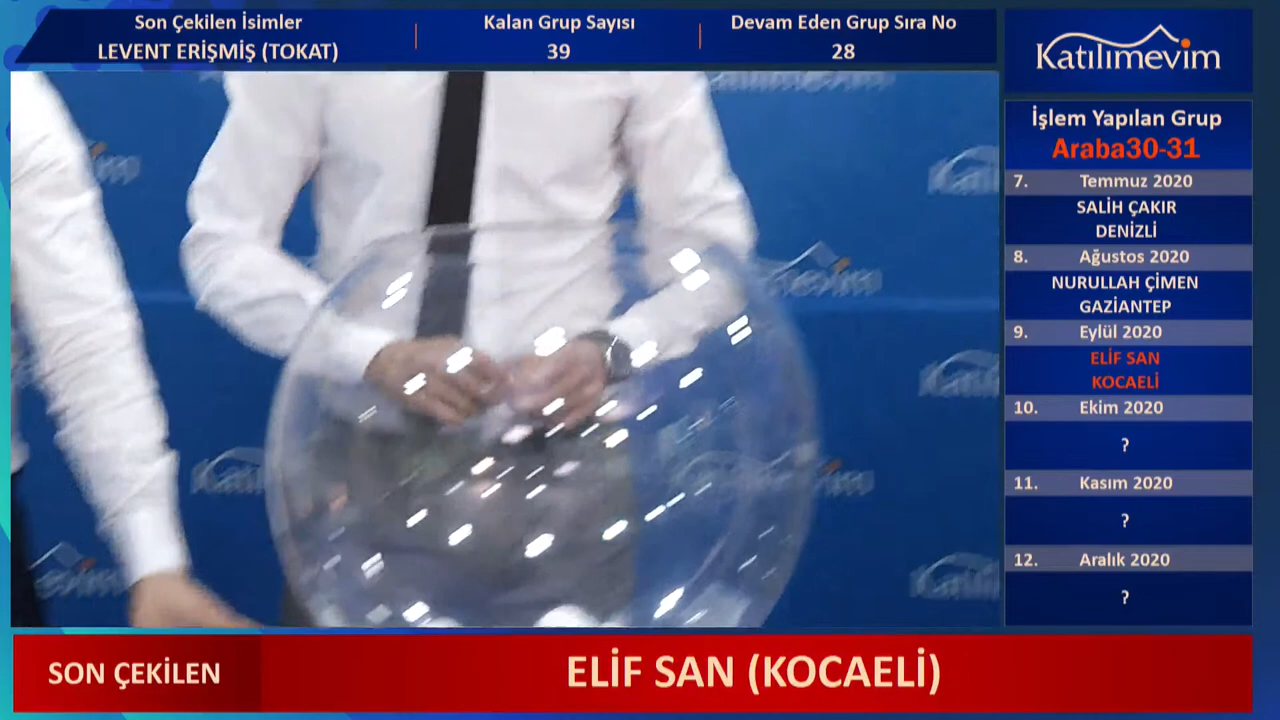 Son Çekilen İsimler
LEVENT ERİŞMİŞ (TOKAT)
Kalan Grup Sayısı
39
Devam Eden Grup Sıra No
28
Katılımevim
İşlem Yapılan Grup
Araba30-31
7. Temmuz 2020
SALİH ÇAKIR
DENİZLİ
8. Ağustos 2020
NURULLAH ÇİMEN
GAZİANTEP
9. Eylül 2020
ELİF SAN
KOCAELİ
10. Ekim 2020
?
11. Kasım 2020
?
12. Aralık 2020
?
SON ÇEKİLEN
ELİF SAN (KOCAELİ)